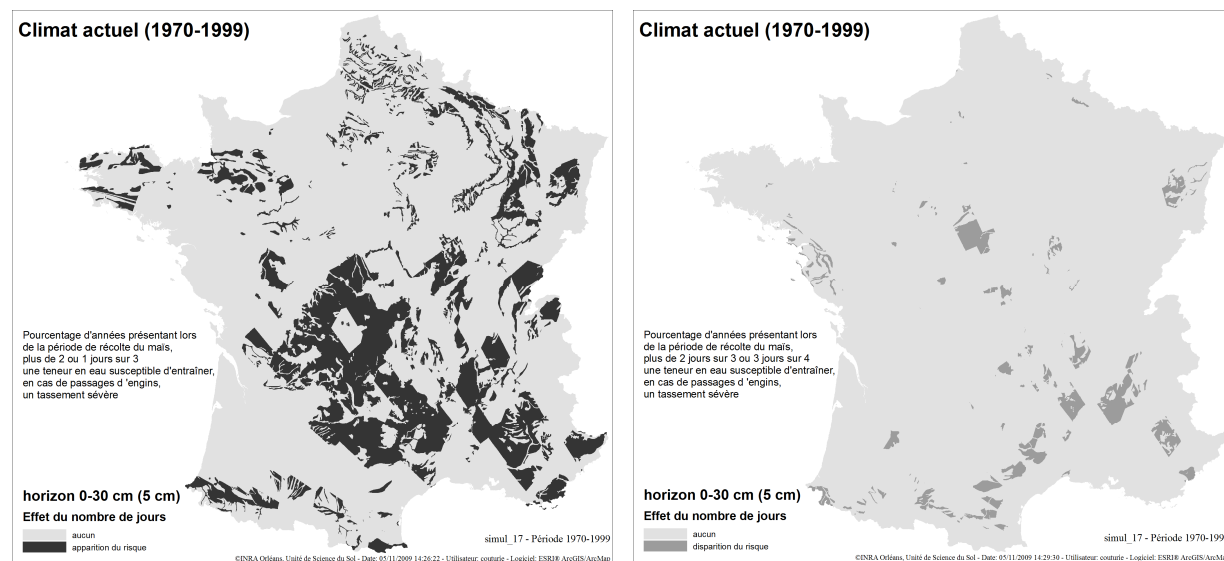 Climat actuel (1970-1999)
Pourcentage d'années présentant lors
de la période de récolte du maïs,
plus de 2 ou 1 jours sur 3
une teneur en eau susceptible d'entraîner,
en cas de passages d 'engins,
un tassement sévère
horizon 0-30 cm (5 cm)
Effet du nombre de jours
aucun
apparition du risque
simul_17 - Période 1970-1999
©INRA Orléans, Unité de Science du Sol - Date: 05/11/2009 14:26:22 - Utilisateur: couturie - Logiciel: ESRI® ArcGIS/ArcMap
Climat actuel (1970-1999)
Pourcentage d'années présentant lors
de la période de récolte du maïs,
plus de 2 jours sur 3 ou 3 jours sur 4
une teneur en eau susceptible d'entraîner,
en cas de passages d 'engins,
un tassement sévère
horizon 0-30 cm (5 cm)
Effet du nombre de jours
aucun
disparition du risque
simul_17 - Période 1970-199
©INRA Orléans, Unité de Science du Sol - Date: 05/11/2009 14:29:30 - Utilisateur: couturie - Logiciel: ESRI® ArcGIS/ArcMa